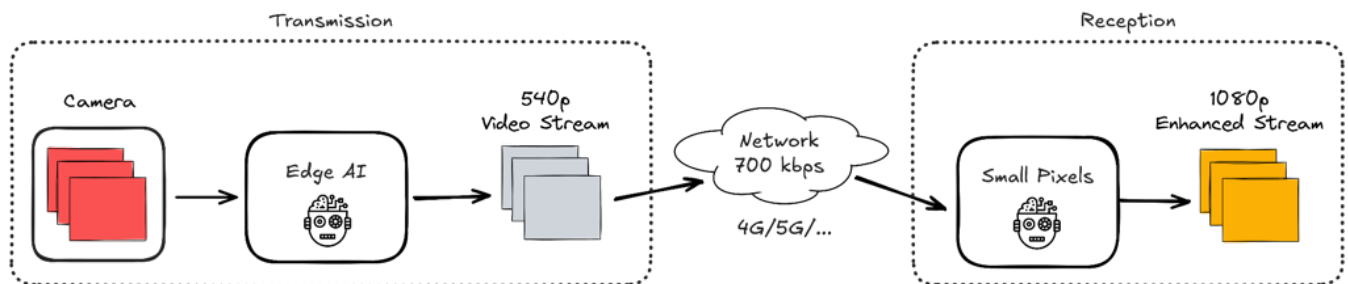 Transmission
Reception
Camera
Edge AI
540p
Video Stream
Network
700 kbps
4G/5G/...
Small Pixels
1080p
Enhanced Stream